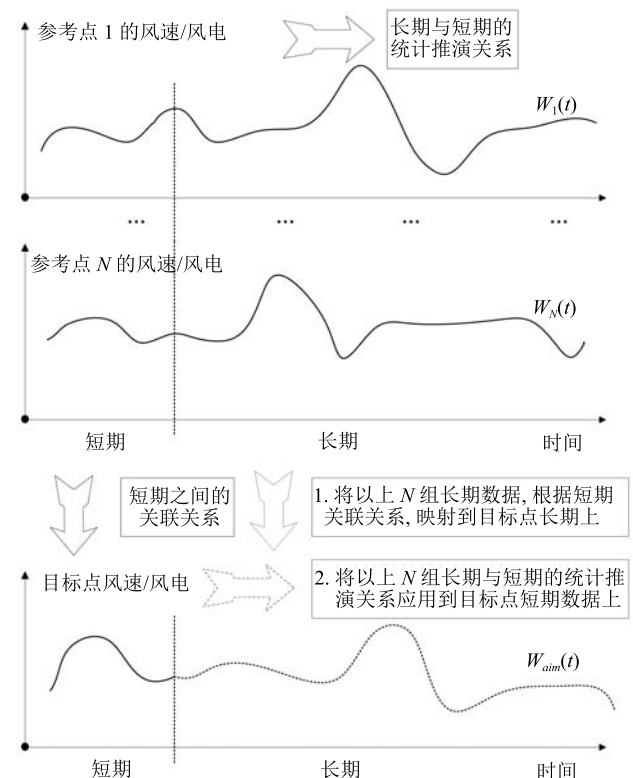 参考点 1 的风速/风电
长期与短期的
统计推演关系
W1(t)
... ... ... ...
参考点 N 的风速/风电
WN(t)
短期 长期 时间
短期之间的
关联关系
1. 将以上 N 组长期数据, 根据短期
关联关系, 映射到目标点长期上
目标点风速/风电
2. 将以上 N 组长期与短期的统计推
演关系应用到目标点短期数据上
Waim(t)
短期 长期 时间